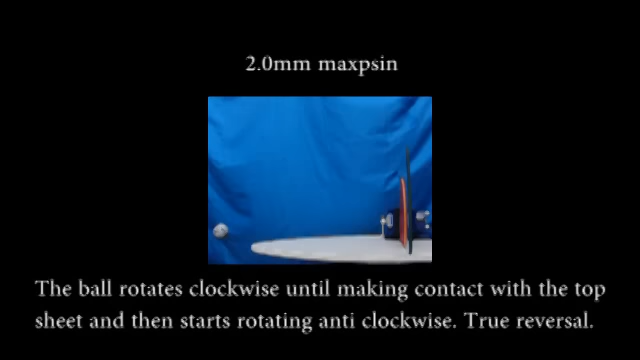 2.0mm maxpsin
The ball rotates clockwise until making contact with the top
sheet and then starts rotating anti clockwise. True reversal.